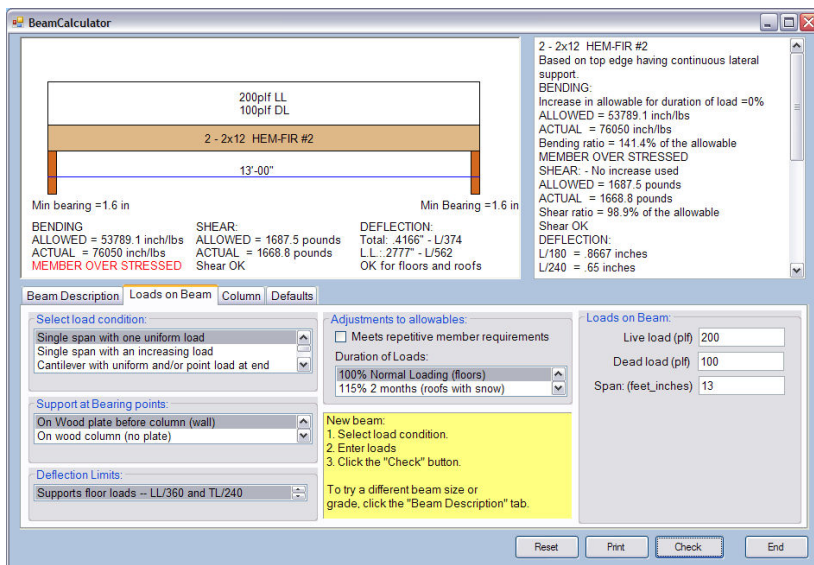 BeamCalculator
200plf LL
100plf DL
2 - 2x12 HEM-FIR #2
13'-00"
Min bearing =1.6 in
Min Bearing =1.6 in
BENDING
ALLOWED = 53789.1 inch/lbs
ACTUAL = 76050 inch/lbs
MEMBER OVER STRESSED
SHEAR:
ALLOWED = 1687.5 pounds
ACTUAL = 1668.8 pounds
Shear OK
DEFLECTION:
Total: .4166" - L/374
L.L.:.2777" - L/562
OK for floors and roofs
2 - 2x12 HEM-FIR #2
Based on top edge having continuous lateral
support.
BENDING:
Increase in allowable for duration of load =0%
ALLOWED = 53789.1 inch/lbs
ACTUAL = 76050 inch/lbs
Bending ratio = 141.4% of the allowable
MEMBER OVER STRESSED
SHEAR: - No increase used
ALLOWED = 1687.5 pounds
ACTUAL = 1668.8 pounds
Shear ratio = 98.9% of the allowable
Shear OK
DEFLECTION:
L/180 = .8667 inches
L/240 = .65 inches
Beam Description
Loads on Beam
Column
Defaults
Select load condition:
Single span with one uniform load
Single span with an increasing load
Cantilever with uniform and/or point load at end
Support at Bearing points:
On Wood plate before column (wall)
On wood column (no plate)
Deflection Limits:
Supports floor loads -- LL/360 and TL/240
Adjustments to allowables:
Meets repetitive member requirements
Duration of Loads:
100% Normal Loading (floors)
115% 2 months (roofs with snow)
New beam:
1. Select load condition.
2. Enter loads
3. Click the "Check" button.
To try a different beam size or
grade, click the "Beam Description" tab.
Loads on Beam:
Live load (plf) 200
Dead load (plf) 100
Span: (feet_inches) 13
Reset
Print
Check
End